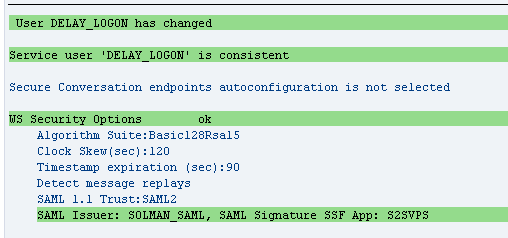 User DELAY_LOGON has changed
Service user 'DELAY_LOGON' is consistent
Secure Conversation endpoints autoconfiguration is not selected
WS Security Options ok
Algorithm Suite:Basic128Rsa15
Clock Skew(sec):120
Timestamp expiration (sec):90
Detect message replays
SAML 1.1 Trust:SAML2
SAML Issuer: SOLMAN_SAML, SAML Signature SSF App: S2SVPS